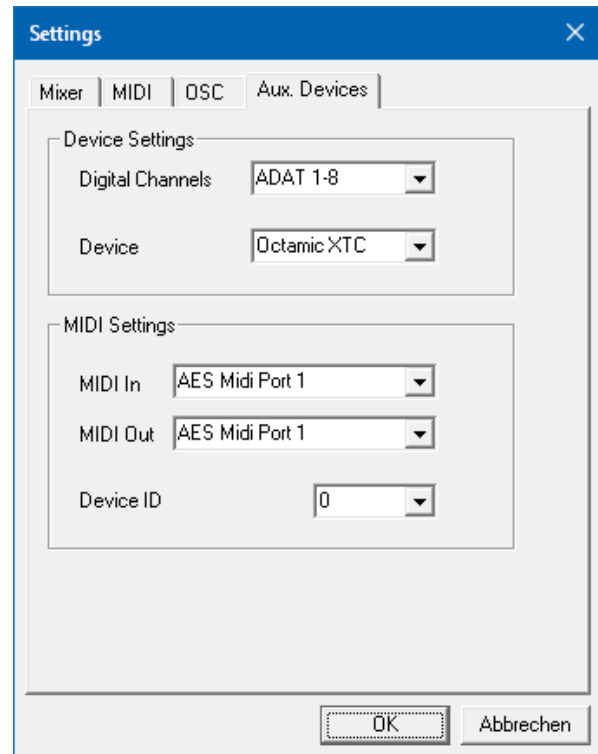 Settings
Mixer MIDI OSC Aux. Devices
Device Settings
Digital Channels ADAT 1-8
Device Octamic XTC
MIDI Settings
MIDI In AES Midi Port 1
MIDI Out AES Midi Port 1
Device ID 0
OK Abbrechen